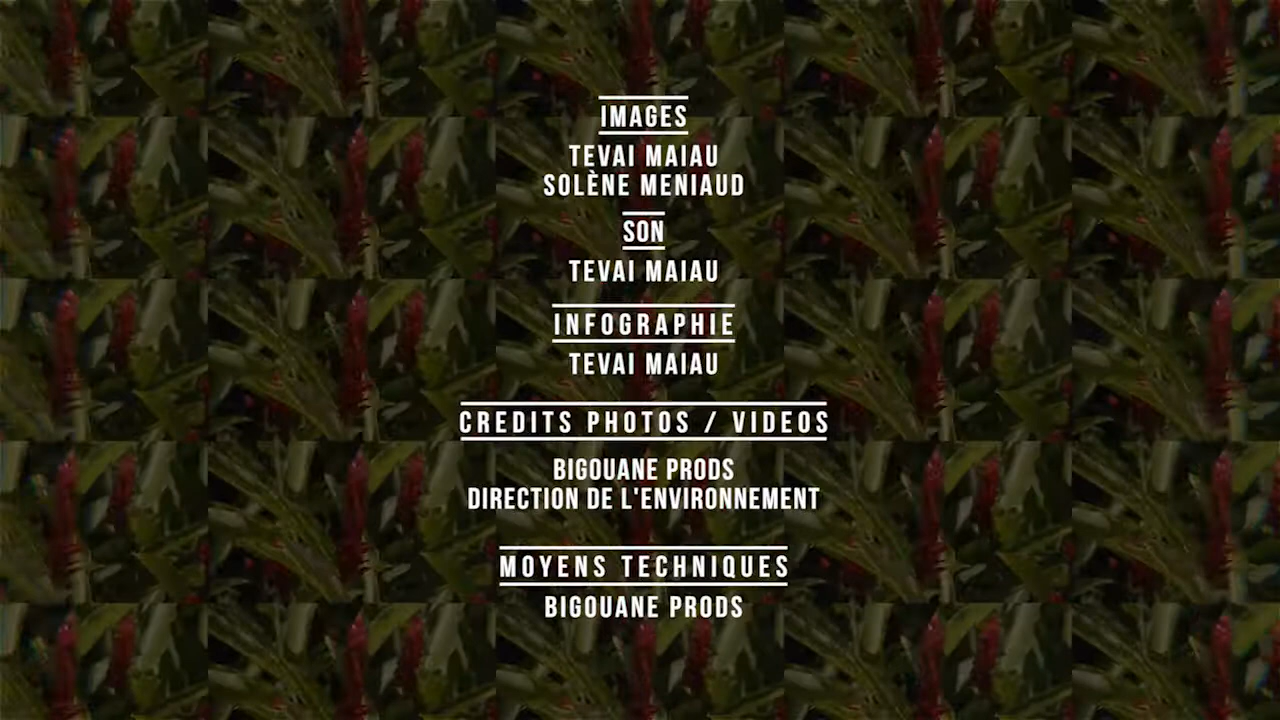 IMAGES
TEVAI MAIAU
SOLÈNE MENIAUD
SON
TEVAI MAIAU
INFOGRAPHIE
TEVAI MAIAU
CREDITS PHOTOS / VIDEOS
BIGOUANE PRODS
DIRECTION DE L'ENVIRONNEMENT
MOYENS TECHNIQUES
BIGOUANE PRODS